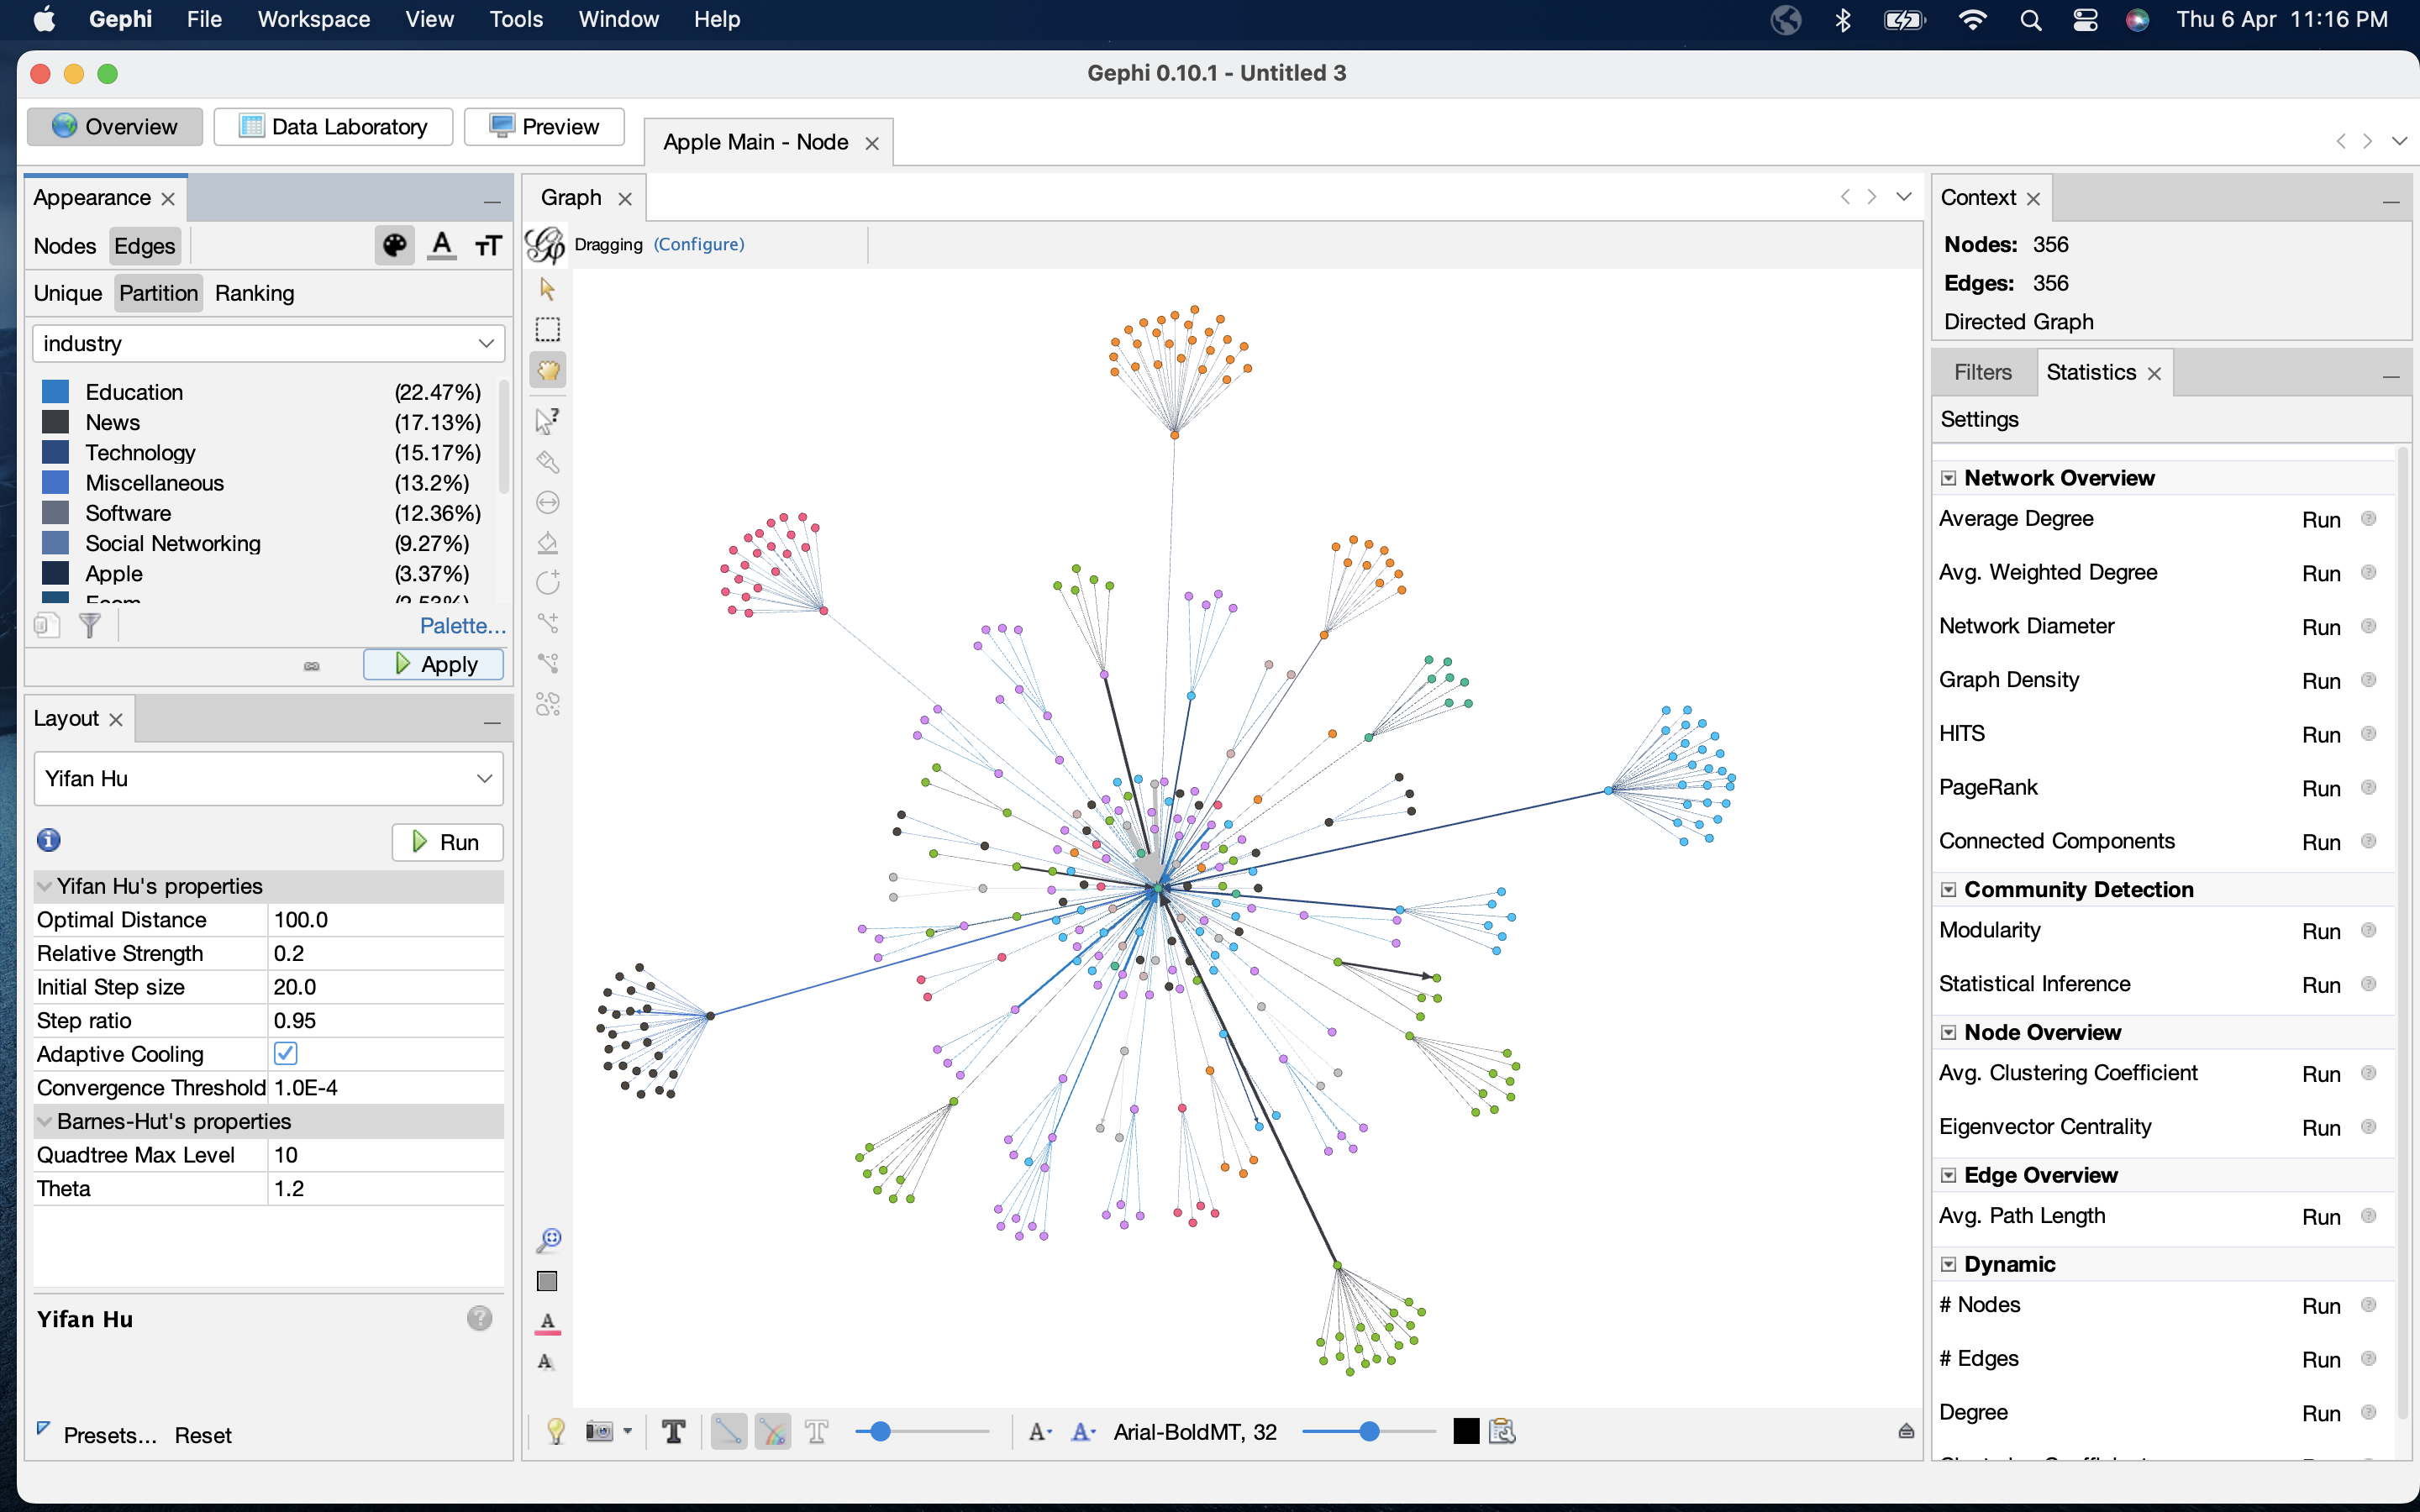 Gephi File Workspace View Tools Window Help Thu 6 Apr 11:16 PM
Gephi 0.10.1 - Untitled 3
Overview Data Laboratory Preview Apple Main - Node
Appearance
Nodes Edges
Unique Partition Ranking
industry
Education (22.47%)
News (17.13%)
Technology (15.17%)
Miscellaneous (13.2%)
Software (12.36%)
Social Networking (9.27%)
Apple (3.37%)
Palette...
Apply
Layout
Yifan Hu
Run
Yifan Hu's properties
Optimal Distance 100.0
Relative Strength 0.2
Initial Step size 20.0
Step ratio 0.95
Adaptive Cooling
Convergence Threshold 1.0E-4
Barnes-Hut's properties
Quadtree Max Level 10
Theta 1.2
Yifan Hu
Presets... Reset
Graph
Dragging (Configure)
Arial-BoldMT, 32
Context
Nodes: 356
Edges: 356
Directed Graph
Filters Statistics
Settings
Network Overview
Average Degree Run
Avg. Weighted Degree Run
Network Diameter Run
Graph Density Run
HITS Run
PageRank Run
Connected Components Run
Community Detection
Modularity Run
Statistical Inference Run
Node Overview
Avg. Clustering Coefficient Run
Eigenvector Centrality Run
Edge Overview
Avg. Path Length Run
Dynamic
# Nodes Run
# Edges Run
Degree Run